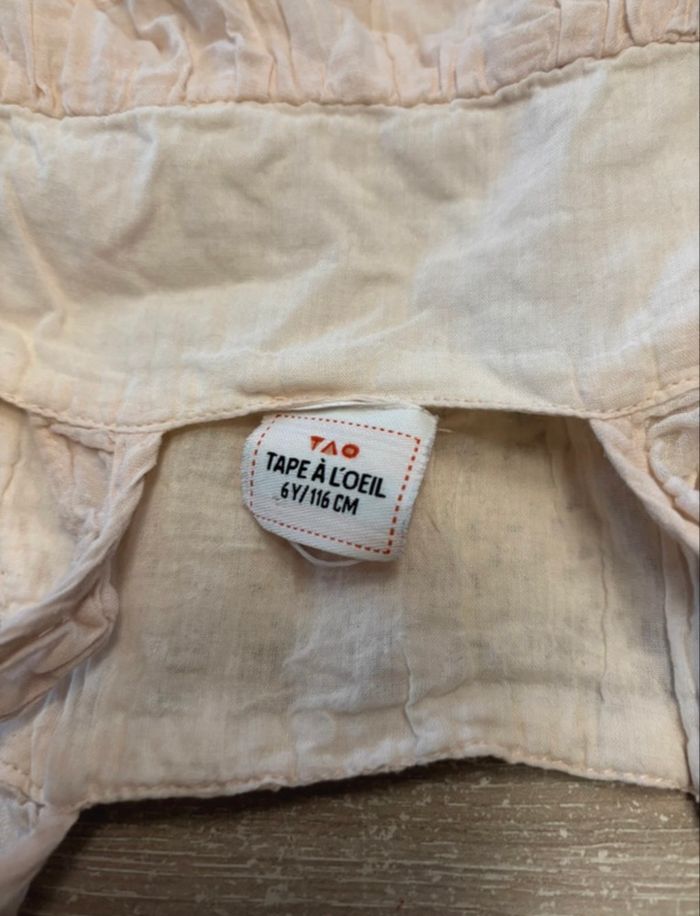 TAO
TAPE À L'OEIL
6Y/116 CM